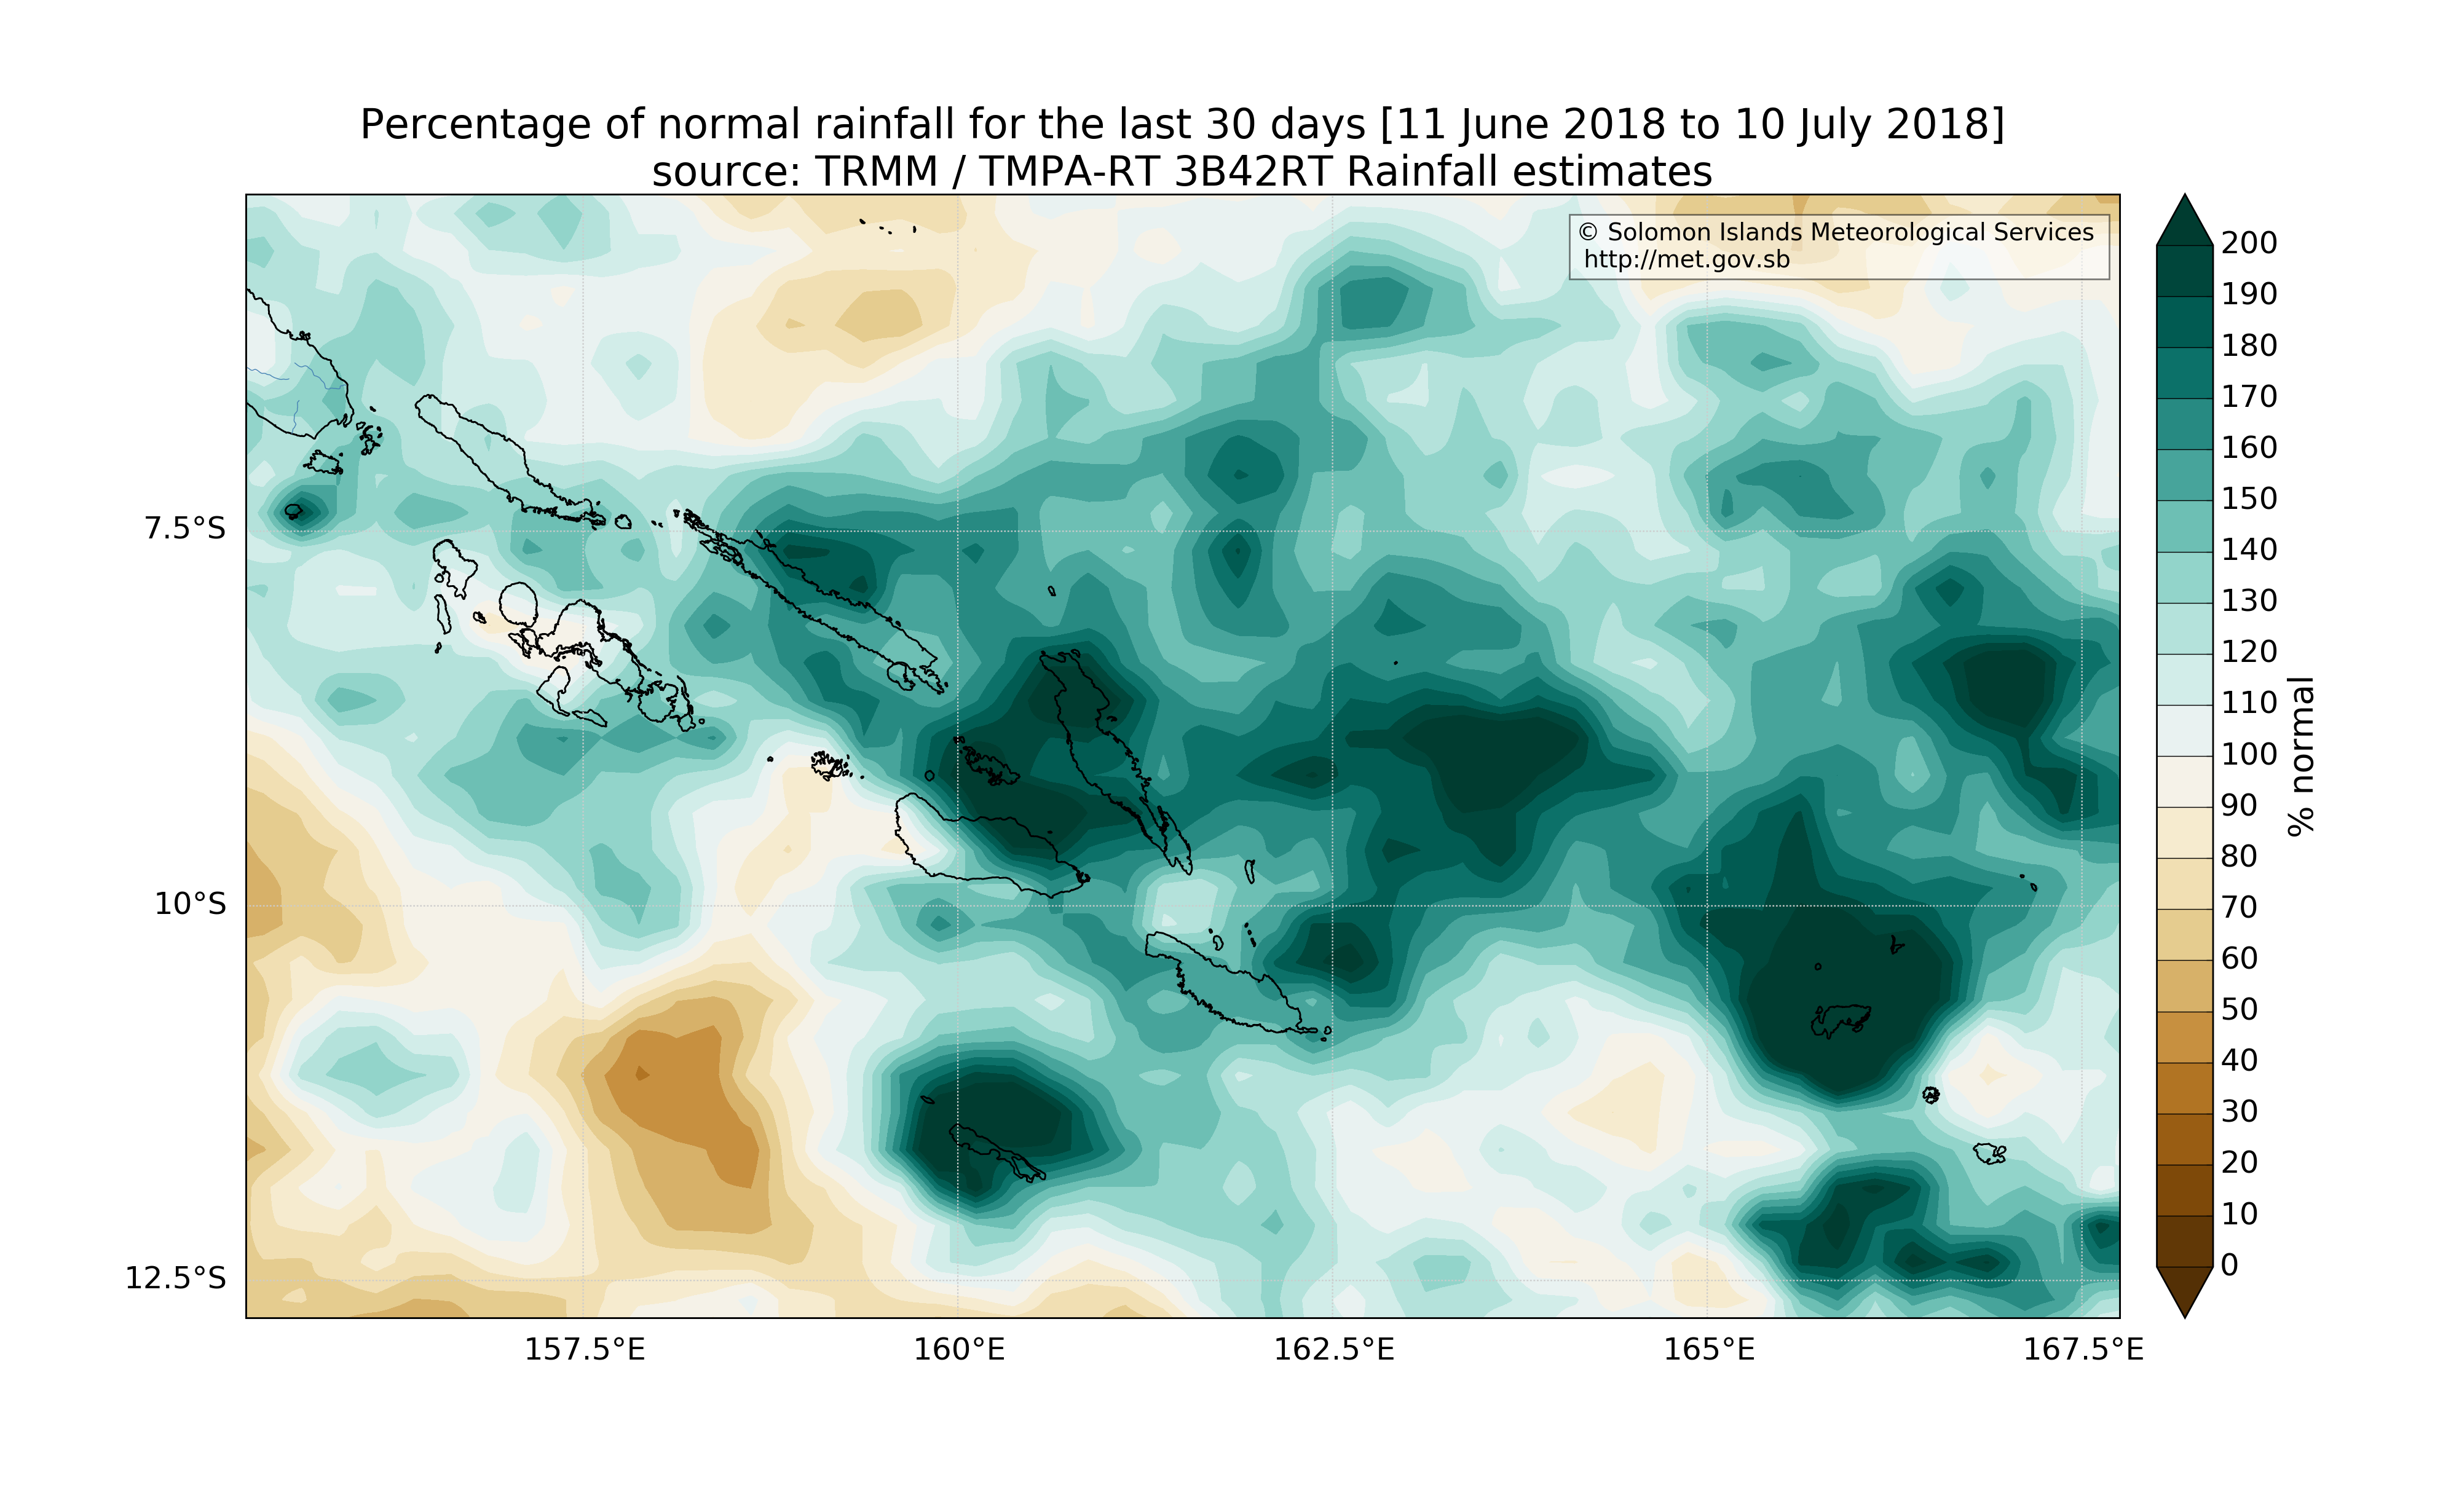 Percentage of normal rainfall for the last 30 days [11 June 2018 to 10 July 2018]
source: TRMM / TMPA-RT 3B42RT Rainfall estimates
© Solomon Islands Meteorological Services
http://met.gov.sb
7.5°S
10°S
12.5°S
157.5°E
160°E
162.5°E
165°E
167.5°E
200
190
180
170
160
150
140
130
120
110
100
90
80
70
60
50
40
30
20
10
0
% normal